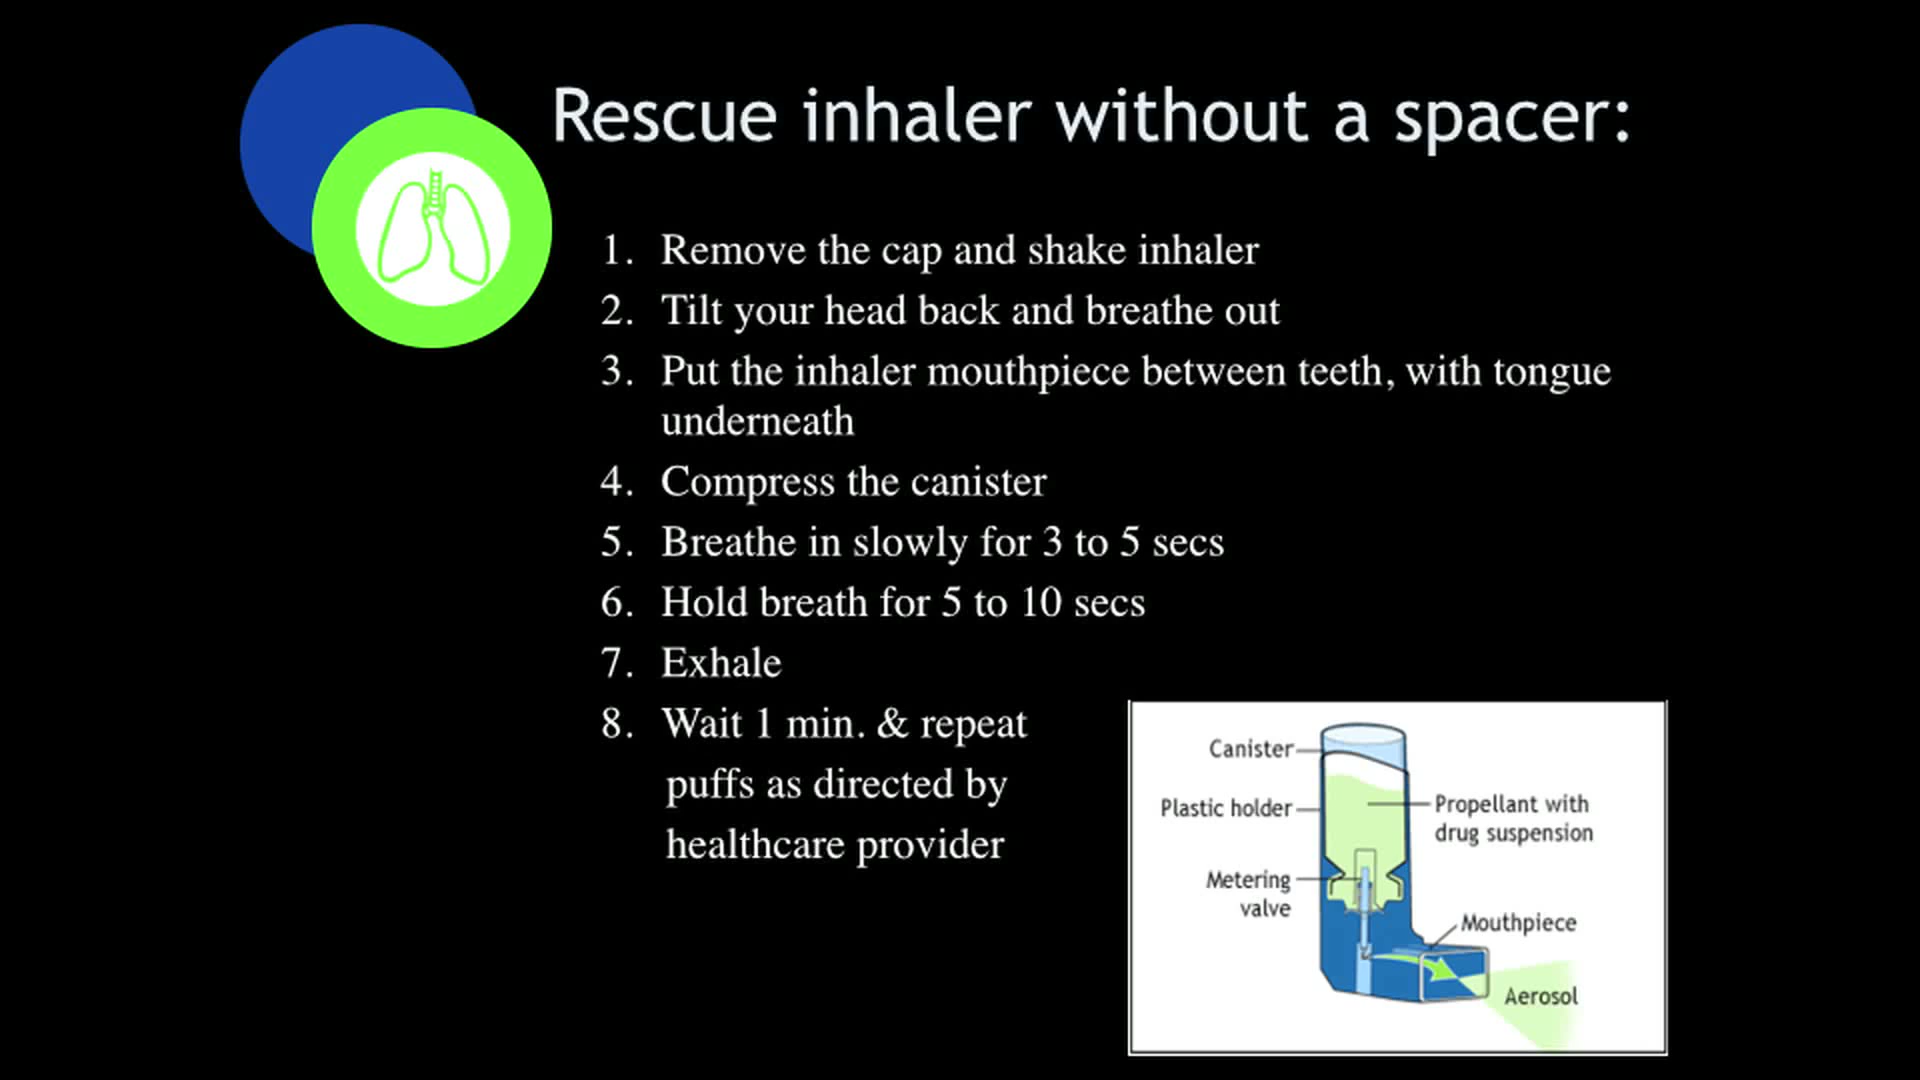 Rescue inhaler without a spacer:
1. Remove the cap and shake inhaler
2. Tilt your head back and breathe out
3. Put the inhaler mouthpiece between teeth, with tongue
underneath
4. Compress the canister
5. Breathe in slowly for 3 to 5 secs
6. Hold breath for 5 to 10 secs
7. Exhale
8. Wait 1 min. & repeat
puffs as directed by
healthcare provider
Canister
Plastic holder
Propellant with
drug suspension
Metering
valve
Mouthpiece
Aerosol